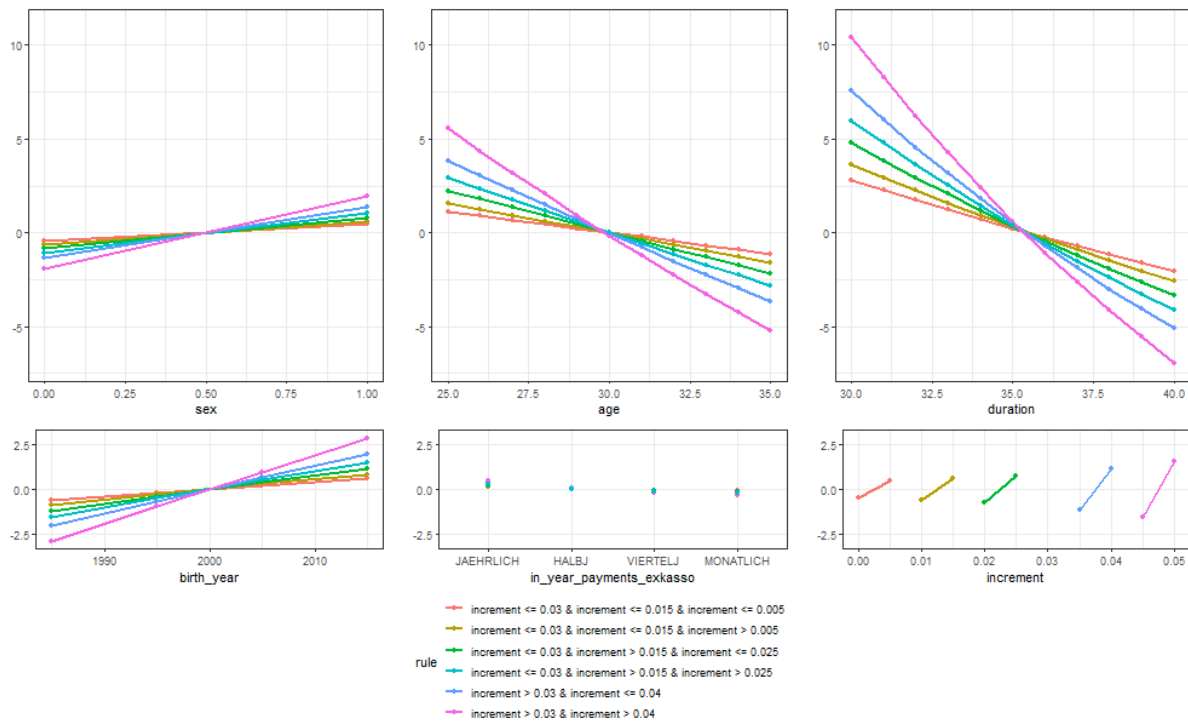 10
5
0
-5
0.00 0.25 0.50 0.75 1.00
sex
10
5
0
-5
25.0 27.5 30.0 32.5 35.0
age
10
5
0
-5
30.0 32.5 35.0 37.5 40.0
duration
2.5
0.0
-2.5
1990 2000 2010
birth_year
2.5
0.0
-2.5
JAEHRLICH HALBJ VIERTELJ MONATLICH
in_year_payments_exkasso
2.5
0.0
-2.5
0.00 0.01 0.02 0.03 0.04 0.05
increment
rule
increment <= 0.03 & increment <= 0.015 & increment <= 0.005
increment <= 0.03 & increment <= 0.015 & increment > 0.005
increment <= 0.03 & increment > 0.015 & increment <= 0.025
increment <= 0.03 & increment > 0.015 & increment > 0.025
increment > 0.03 & increment <= 0.04
increment > 0.03 & increment > 0.04